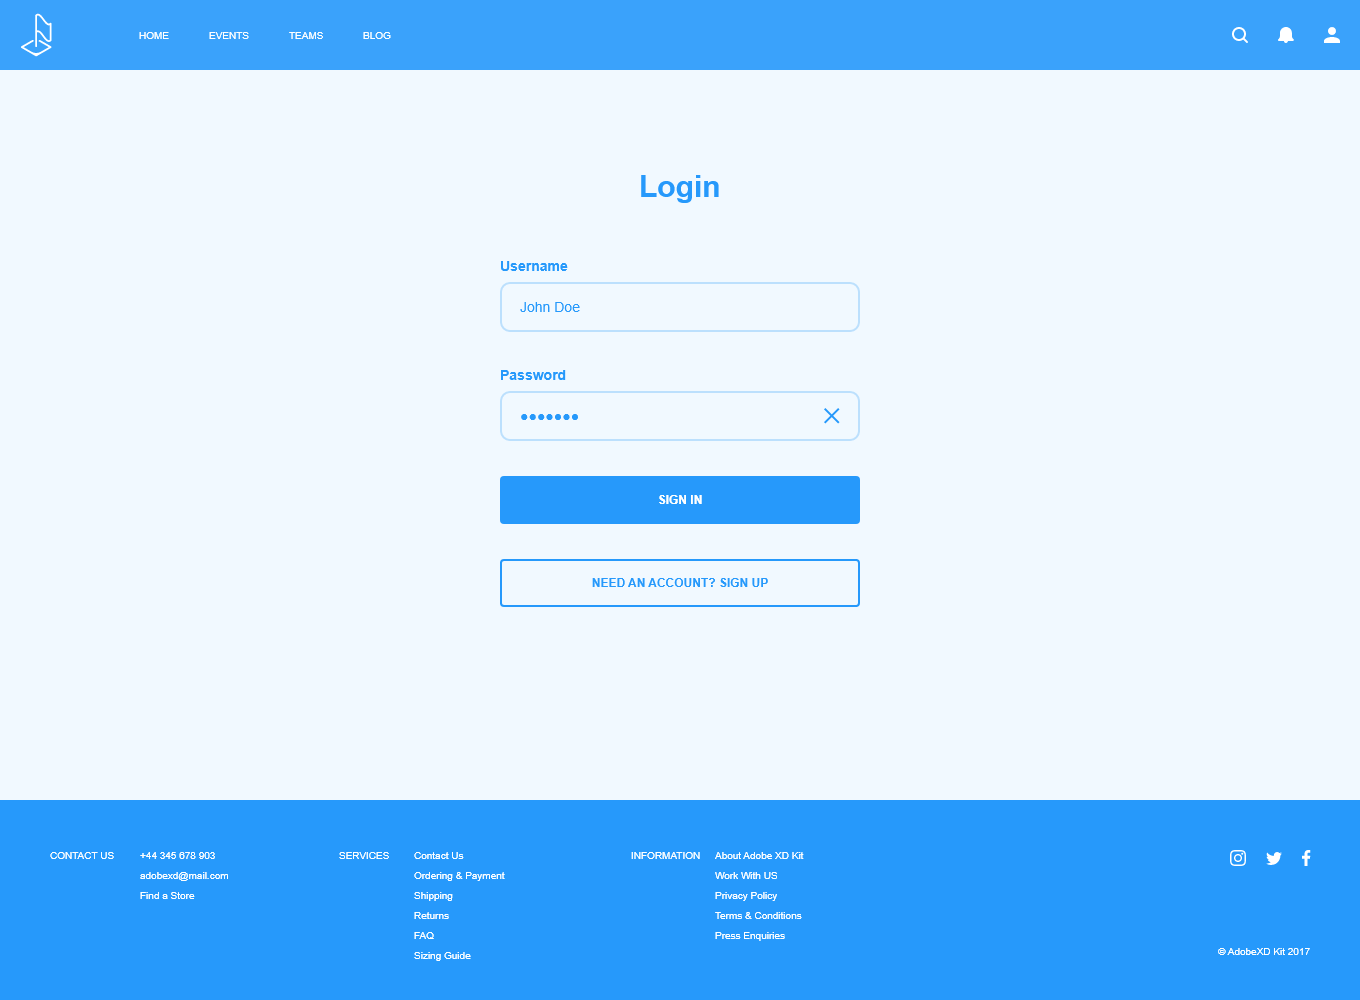 HOME
EVENTS
TEAMS
BLOG
Login
Username
John Doe
Password
•••••••
SIGN IN
NEED AN ACCOUNT? SIGN UP
CONTACT US
+44 345 678 903
adobexd@mail.com
Find a Store
SERVICES
Contact Us
Ordering & Payment
Shipping
Returns
FAQ
Sizing Guide
INFORMATION
About Adobe XD Kit
Work With US
Privacy Policy
Terms & Conditions
Press Enquiries
© AdobeXD Kit 2017